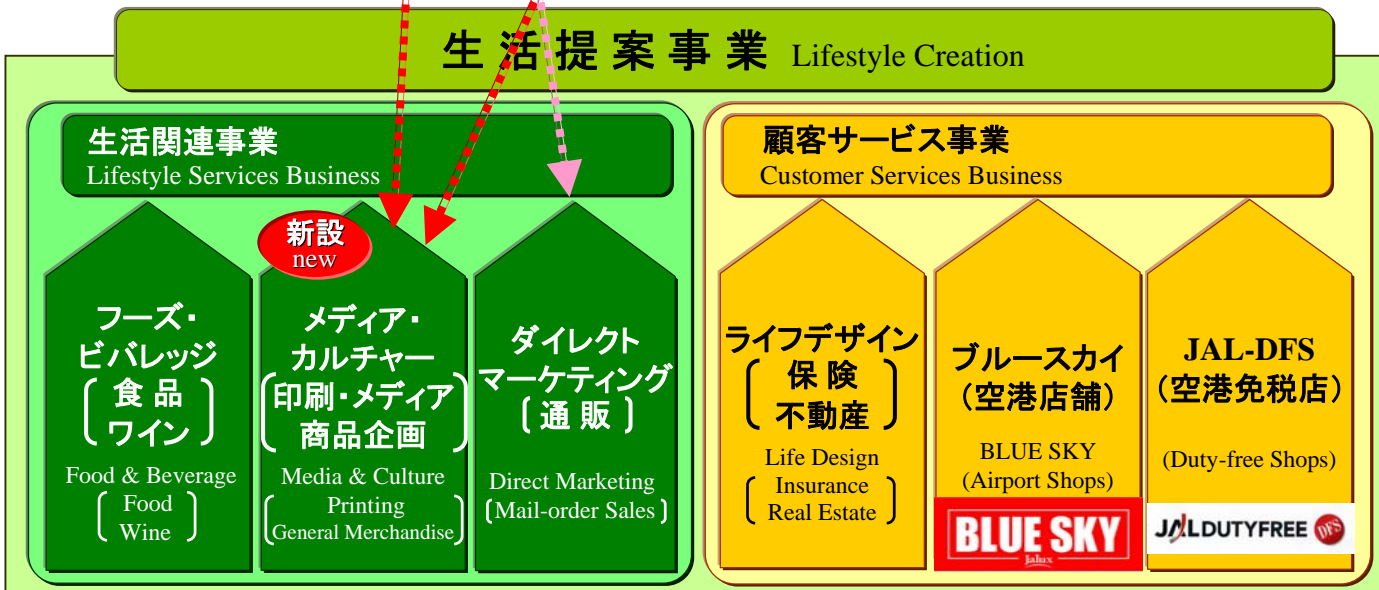 生活提案事業 Lifestyle Creation
生活関連事業
Lifestyle Services Business
新設
new
フーズ・
ビバレッジ
食品
ワイン
Food & Beverage
Food
Wine
メディア・
カルチャー
印刷・メディア
商品企画
Media & Culture
Printing
General Merchandise
ダイレクト
マーケティング
通販
Direct Marketing
(Mail-order Sales)
顧客サービス事業
Customer Services Business
ライフデザイン
保険
不動産
Life Design
Insurance
Real Estate
ブルースカイ
(空港店舗)
BLUE SKY
(Airport Shops)
BLUE SKY
Jalux
JAL-DFS
(空港免税店)
(Duty-free Shops)
JALDUTYFREE DFS